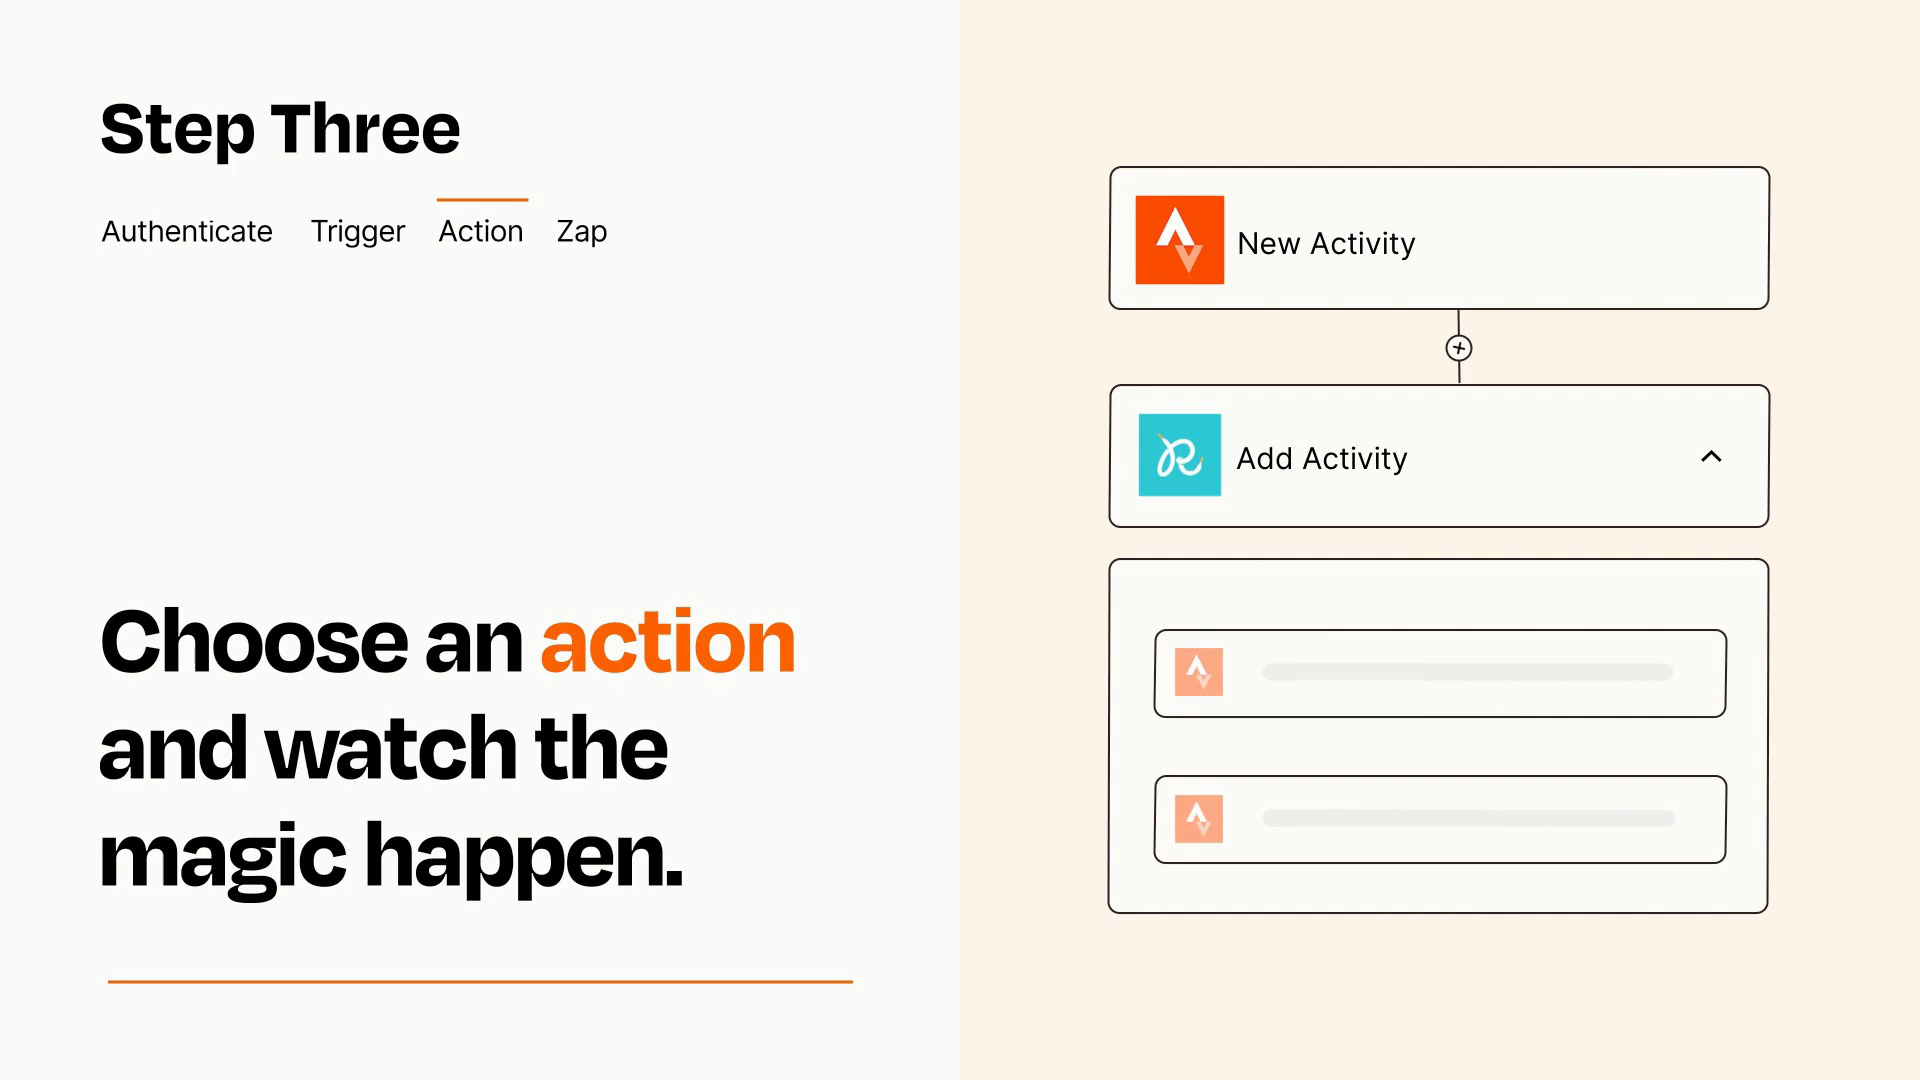 Step Three
Authenticate Trigger Action Zap
Choose an action
and watch the
magic happen.
New Activity
Add Activity